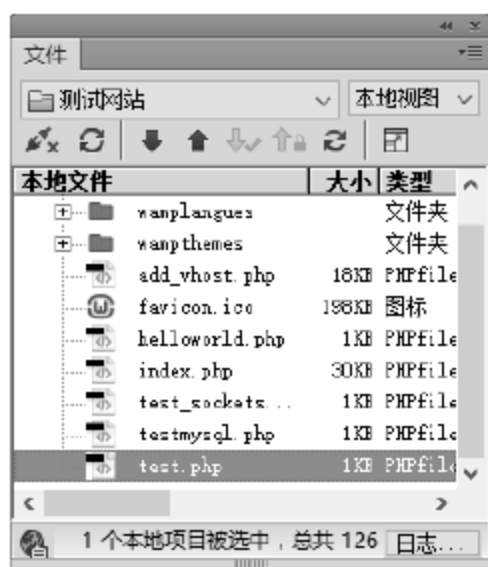 文件
测试网站 本地视图
本地文件 大小 类型
wamplangues 文件夹
wampthemes 文件夹
add_vhost.php 18KB PHPfile
favicon.ico 198KB 图标
helloworld.php 1KB PHPfile
index.php 30KB PHPfile
test_sockets... 1KB PHPfile
testmysql.php 1KB PHPfile
test.php 1KB PHPfile
1 个本地项目被选中，总共 126 日志...